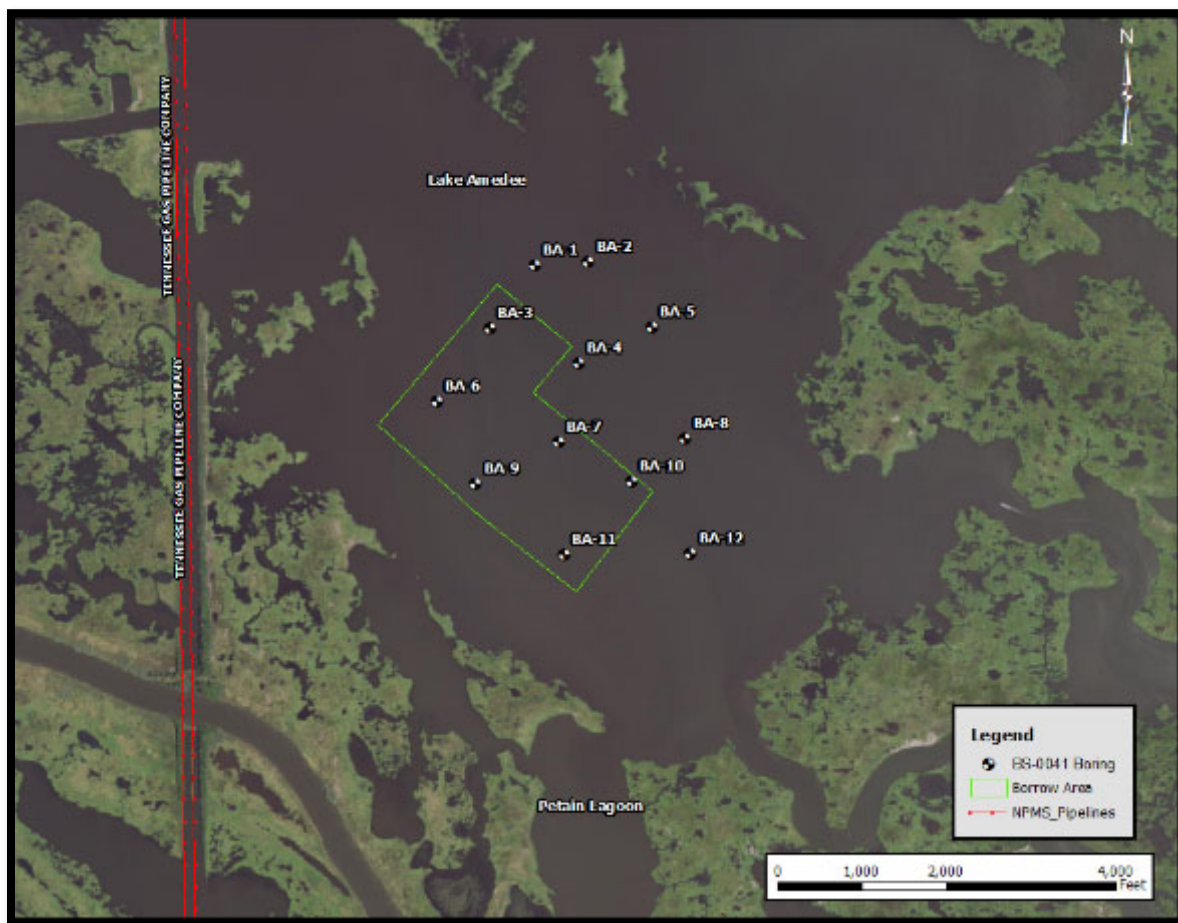 N
TENNESSEE GAS PIPELINE COMPANY
Lake Amedee
BA-1
BA-2
BA-3
BA-5
BA-4
TENNESSEE GAS PIPELINE COMPANY
BA-6
BA-7
BA-8
BA-9
BA-10
BA-11
BA-12
Petain Lagoon
Legend
BS-0041 Boring
Borrow Area
NPMS_Pipelines
0 1,000 2,000 4,000
Feet